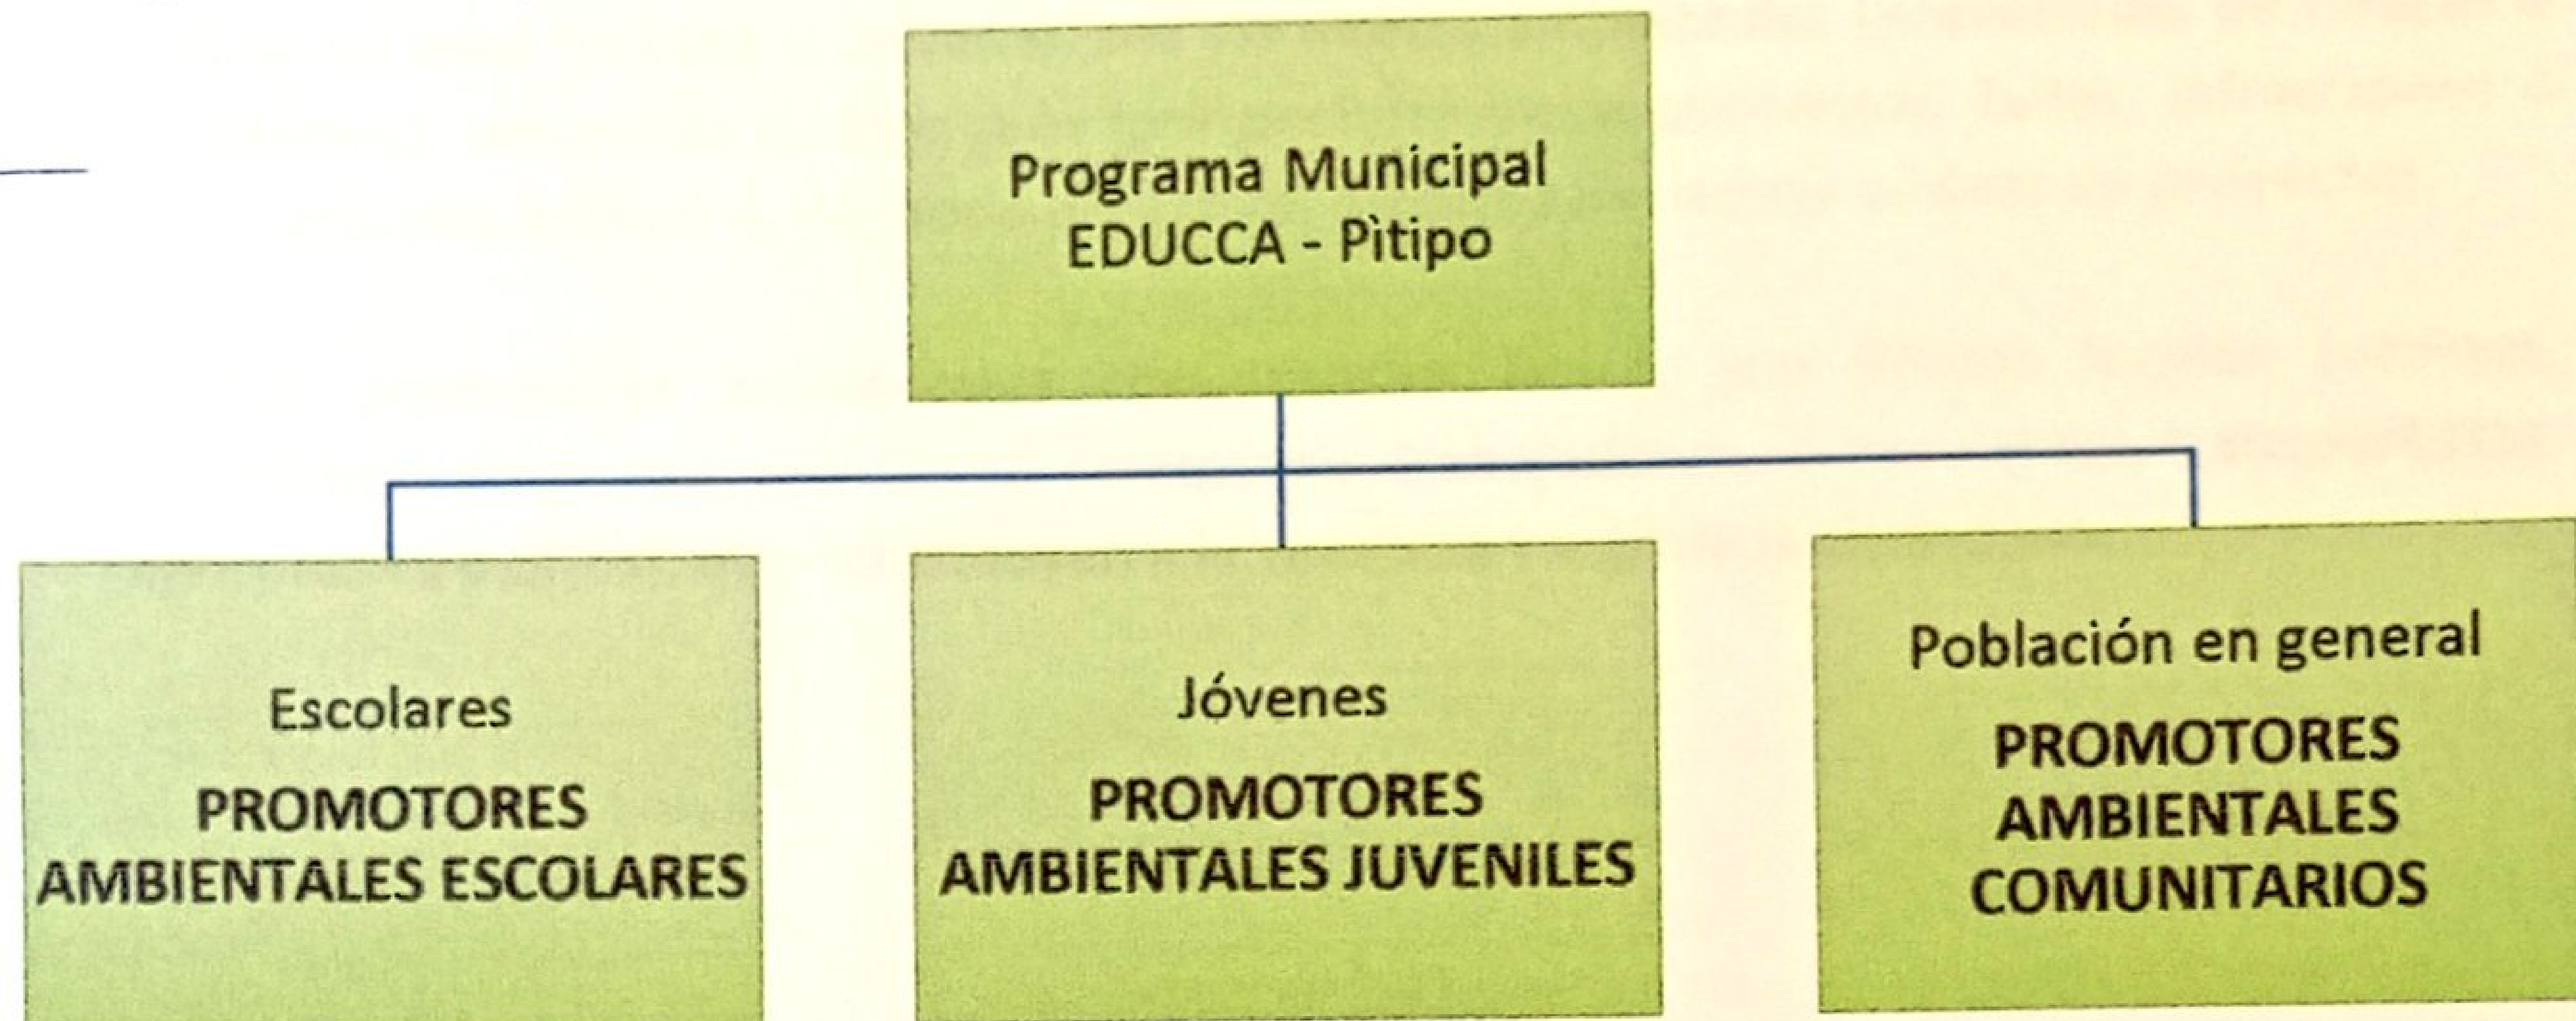 Programa Municipal
EDUCCA - Pìtipo
Escolares
PROMOTORES
AMBIENTALES ESCOLARES
Jóvenes
PROMOTORES
AMBIENTALES JUVENILES
Población en general
PROMOTORES
AMBIENTALES
COMUNITARIOS